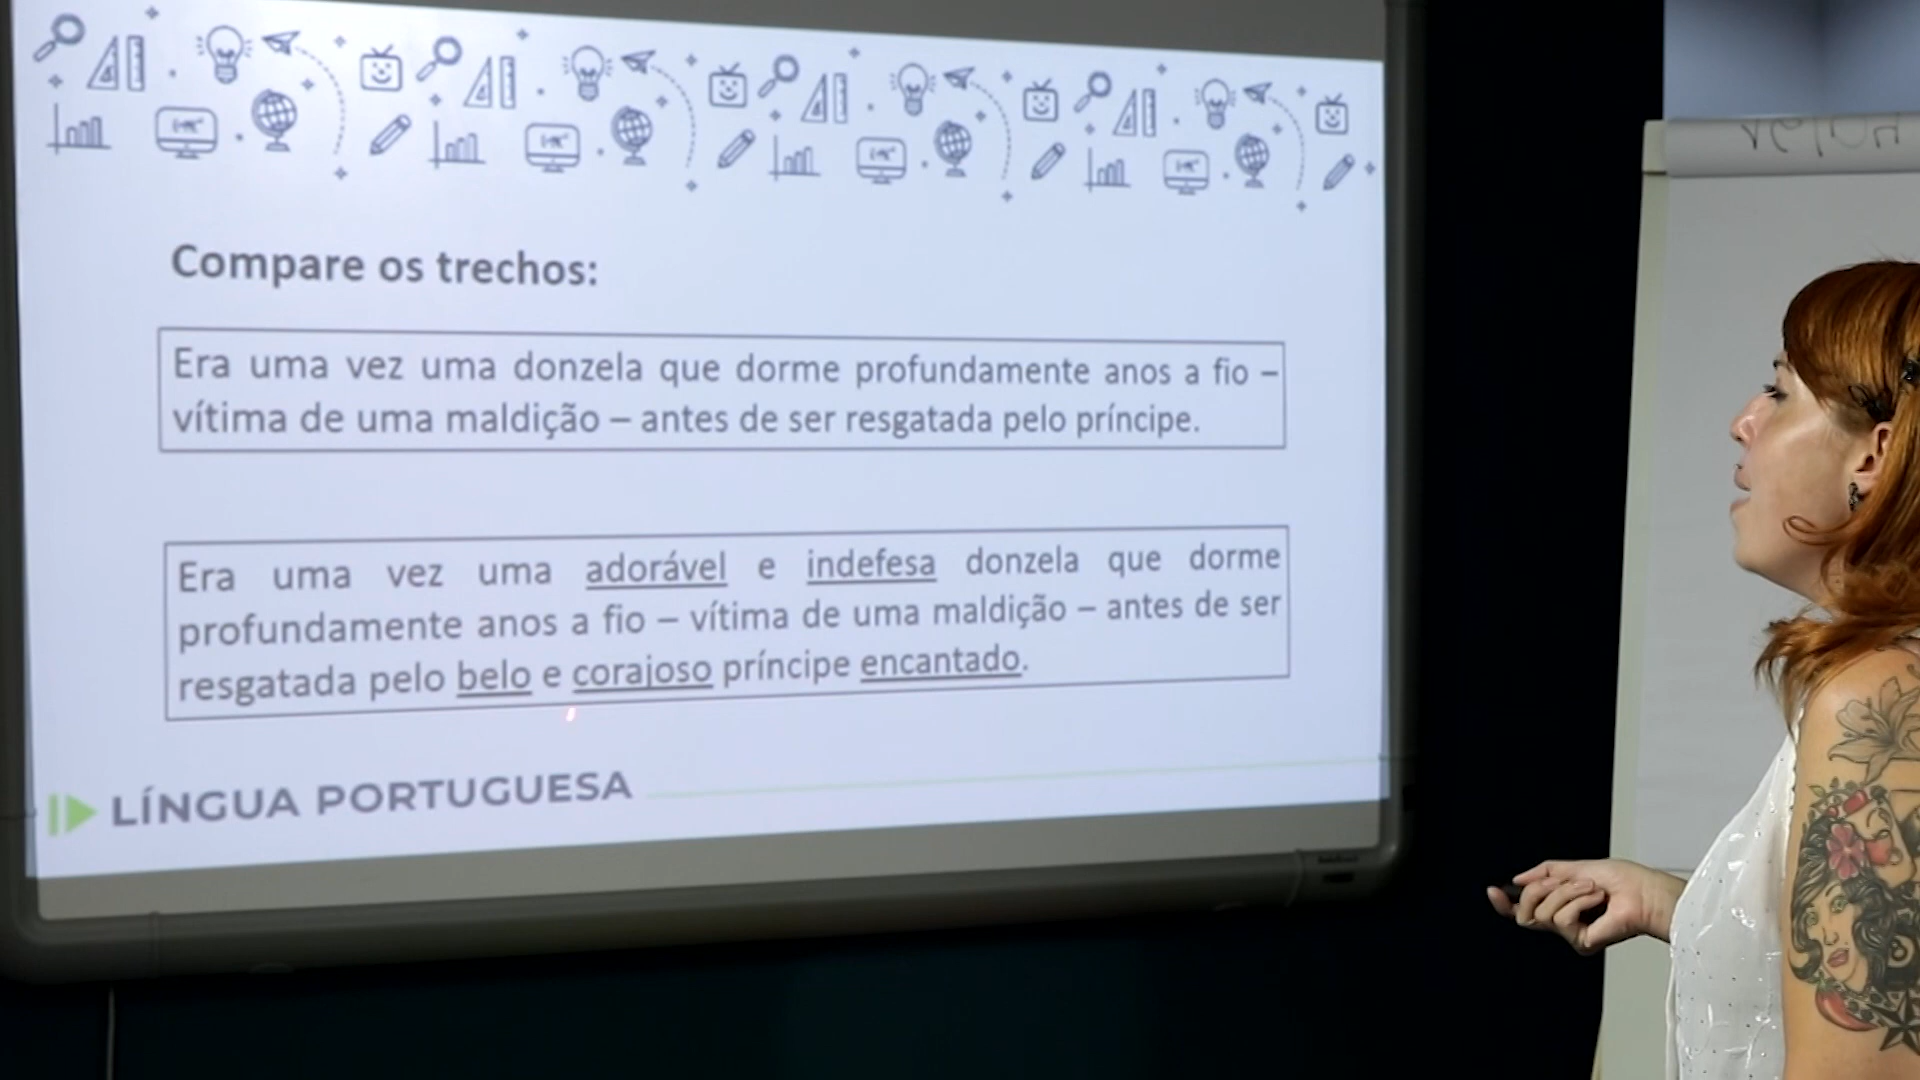 Compare os trechos:
Era uma vez uma donzela que dorme profundamente anos a fio –
vítima de uma maldição – antes de ser resgatada pelo príncipe.
Era uma vez uma adorável e indefesa donzela que dorme
profundamente anos a fio – vítima de uma maldição – antes de ser
resgatada pelo belo e corajoso príncipe encantado.
LÍNGUA PORTUGUESA